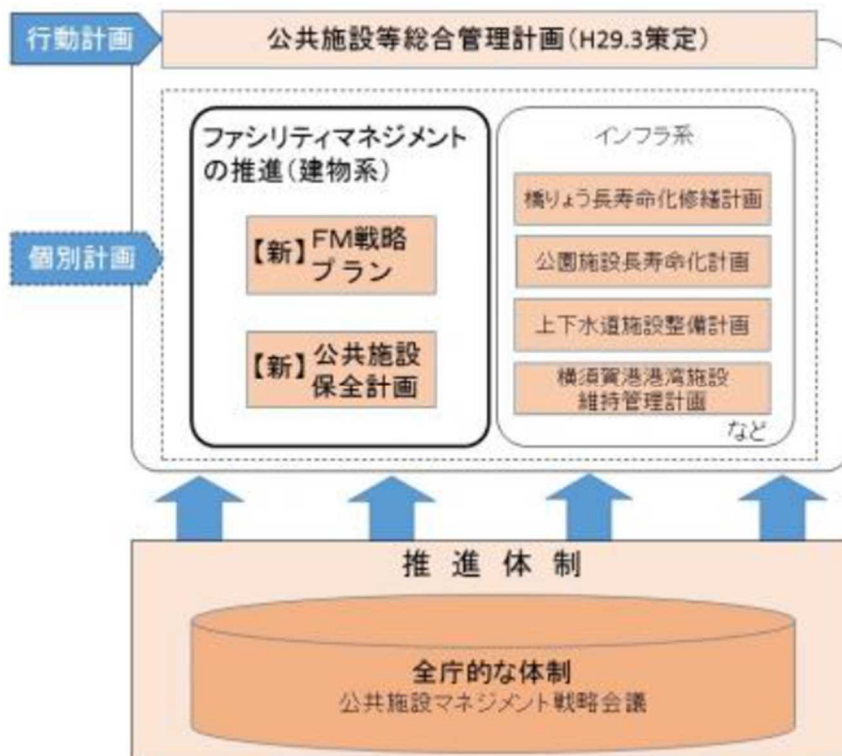 行動計画
公共施設等総合管理計画(H29.3策定)
個別計画
ファシリティマネジメント
の推進(建物系)
【新】FM戦略
プラン
【新】公共施設
保全計画
インフラ系
橋りょう長寿命化修繕計画
公園施設長寿命化計画
上下水道施設整備計画
横須賀港港湾施設
維持管理計画
など
推進体制
全庁的な体制
公共施設マネジメント戦略会議